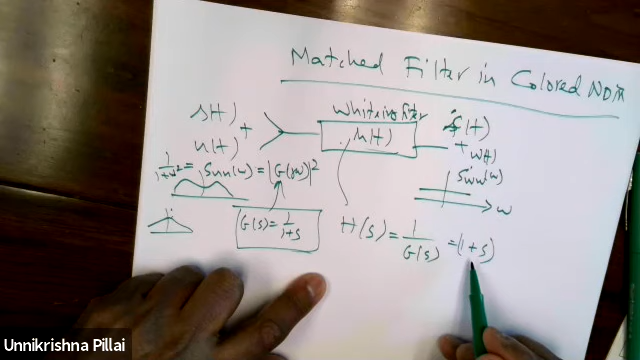 Matched Filter in Colored Noise
Whitening filter
s(t)
+
n(t)
h(t)
s(t)
+ w(t)
1/(1+ω²) = Snn(ω) = |G(jω)|²
Sww(ω)
ω
G(s) = 1/(1+s)
H(s) = 1/G(s) = (1+s)
Unnikrishna Pillai